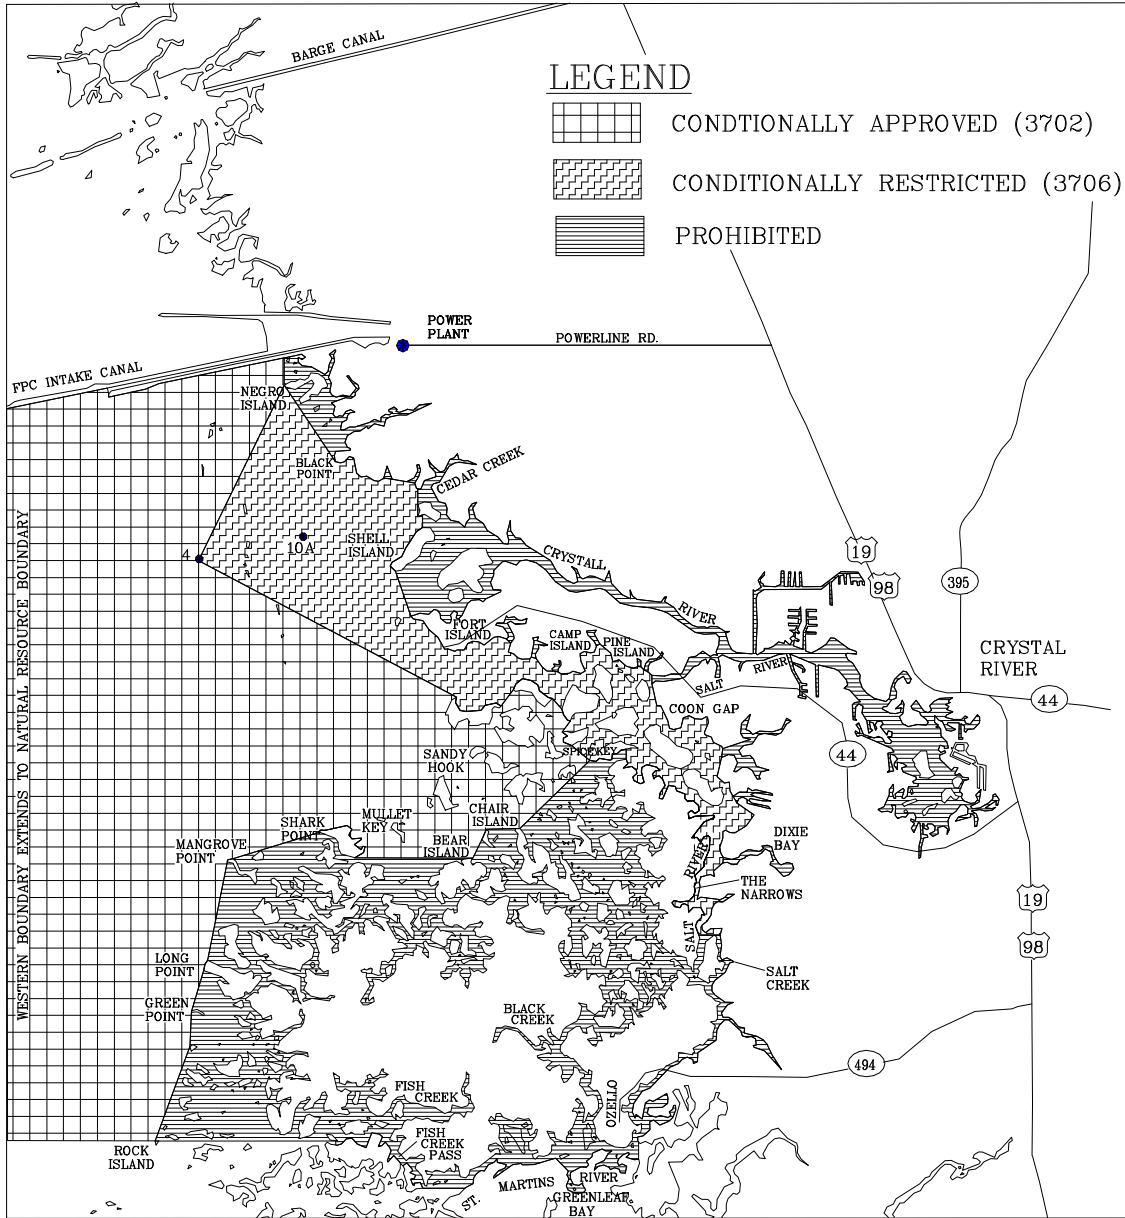 BARGE CANAL
LEGEND
CONDTIONALLY APPROVED (3702)
CONDITIONALLY RESTRICTED (3706)
PROHIBITED
POWER
PLANT
POWERLINE RD.
FPC INTAKE CANAL
NEGRO
ISLAND
BLACK
POINT
CEDAR CREEK
4
10A
SHELL
ISLAND
CRYSTALL
RIVER
19
98
395
FORT
ISLAND
CAMP
ISLAND
PINE
ISLAND
SALT
RIVER
CRYSTAL
RIVER
44
COON GAP
44
SPICEKEY
SANDY
HOOK
CHAIR
ISLAND
MULLET
KEY
SHARK
POINT
BEAR
ISLAND
MANGROVE
POINT
DIXIE
BAY
SALT
RIVER
THE
NARROWS
19
98
WESTERN BOUNDARY EXTENDS TO NATURAL RESOURCE BOUNDARY
LONG
POINT
SALT
CREEK
GREEN
POINT
BLACK
CREEK
494
FISH
CREEK
OZELLO
FISH
CREEK
PASS
ROCK
ISLAND
ST.
MARTINS
RIVER
GREENLEAF
BAY